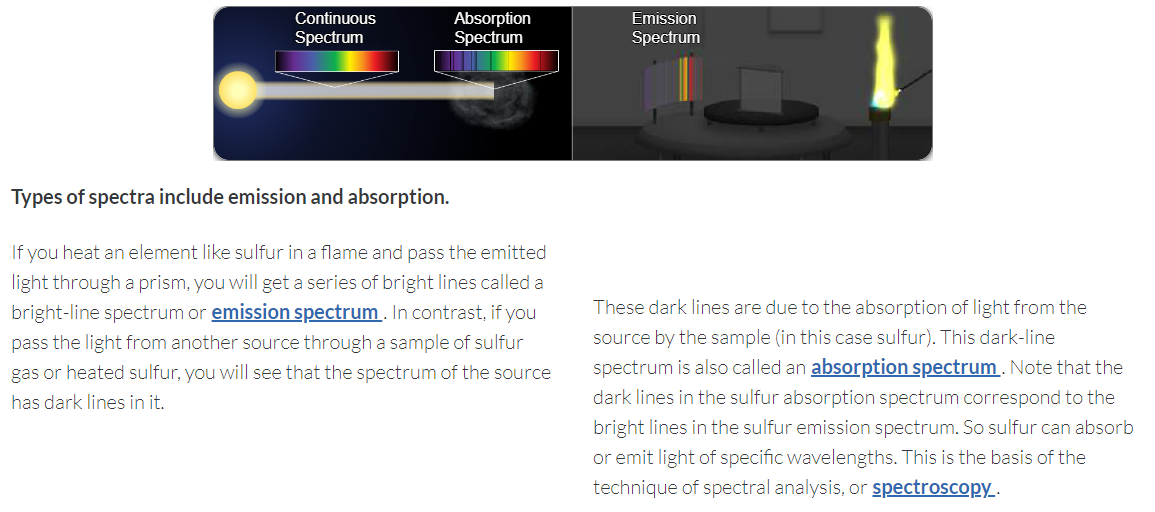 Continuous
Spectrum
Absorption
Spectrum
Emission
Spectrum
Types of spectra include emission and absorption.
If you heat an element like sulfur in a flame and pass the emitted
light through a prism, you will get a series of bright lines called a
bright-line spectrum or emission spectrum . In contrast, if you
pass the light from another source through a sample of sulfur
gas or heated sulfur, you will see that the spectrum of the source
has dark lines in it.
These dark lines are due to the absorption of light from the
source by the sample (in this case sulfur). This dark-line
spectrum is also called an absorption spectrum . Note that the
dark lines in the sulfur absorption spectrum correspond to the
bright lines in the sulfur emission spectrum. So sulfur can absorb
or emit light of specific wavelengths. This is the basis of the
technique of spectral analysis, or spectroscopy .